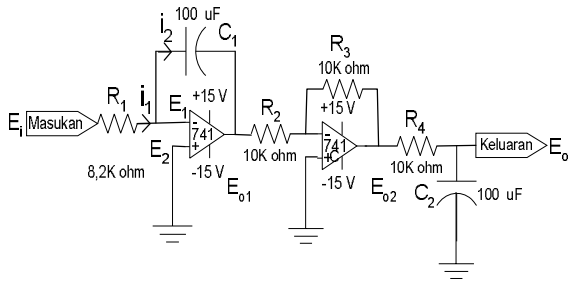 100 uF
i2
C1
R3
10K ohm
R1
i1
E1
+15 V
R2
+15 V
R4
Ei
Masukan
-
741
+
-
741
+C
Keluaran
Eo
E2
8,2K ohm
10K ohm
10K ohm
-15 V
Eo1
-15 V
Eo2
C2
100 uF